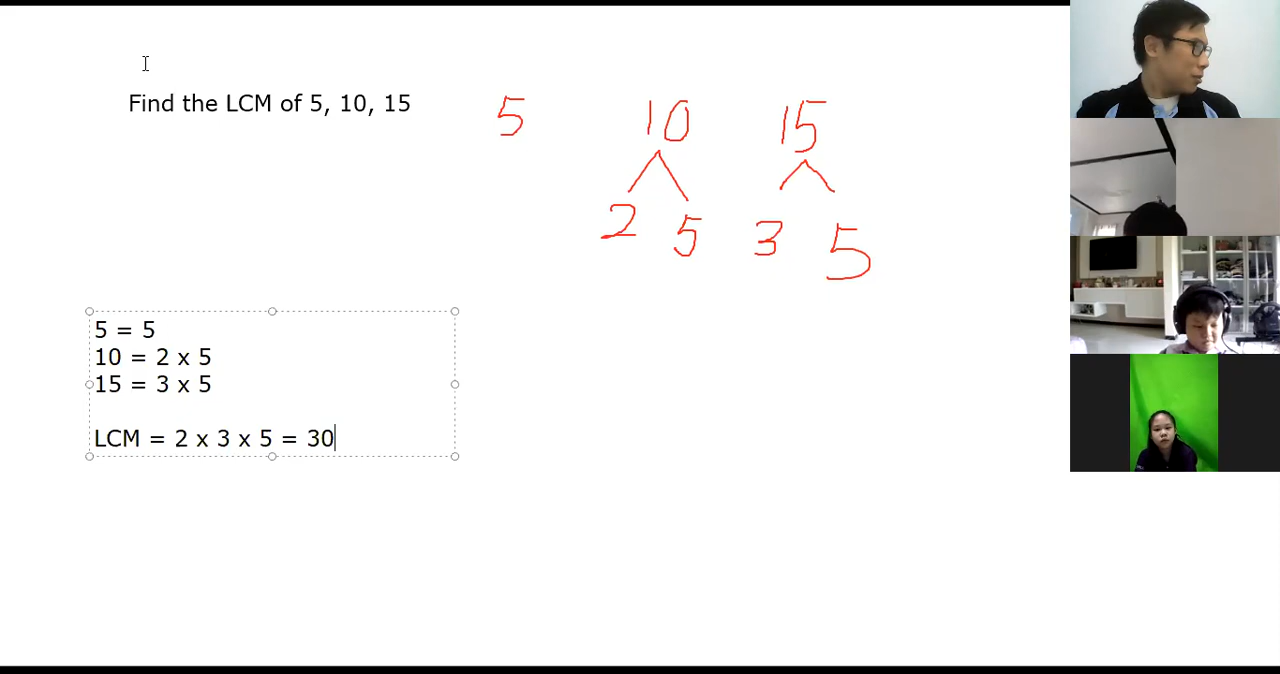 Find the LCM of 5, 10, 15
5 10 15
2 5 3 5
5 = 5
10 = 2 x 5
15 = 3 x 5
LCM = 2 x 3 x 5 = 30